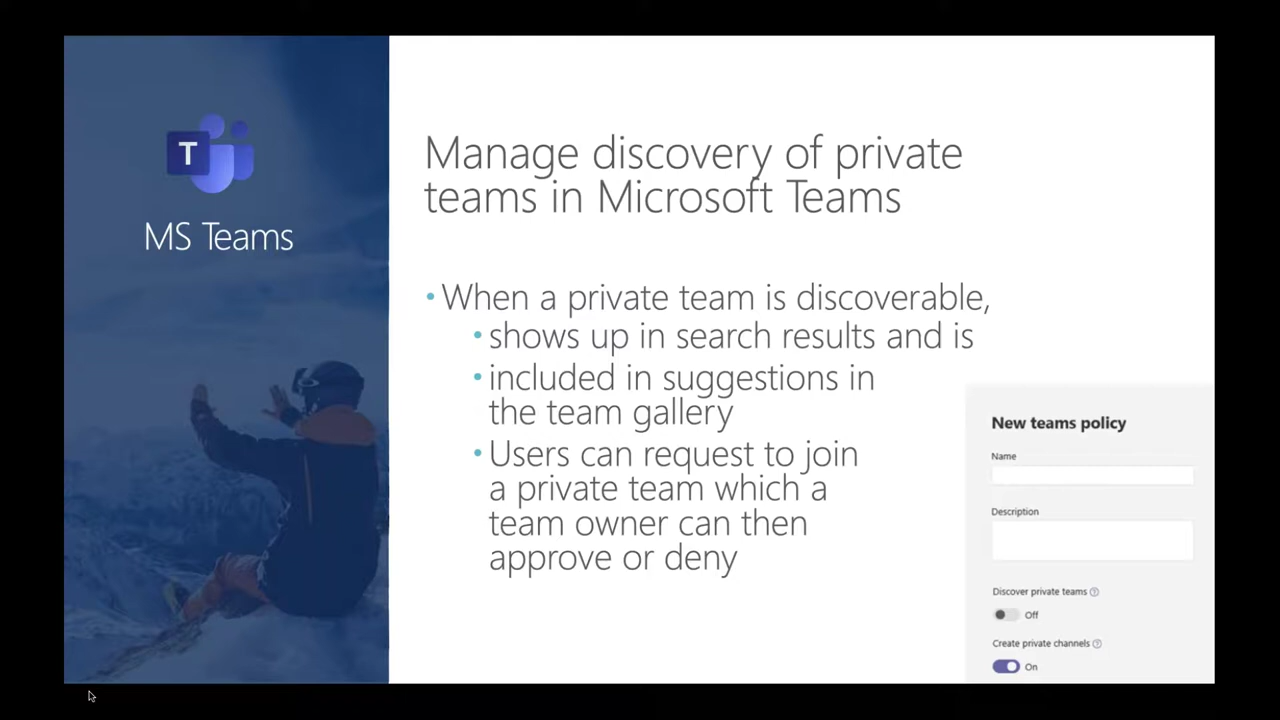 T
MS Teams
Manage discovery of private
teams in Microsoft Teams
• When a private team is discoverable,
• shows up in search results and is
• included in suggestions in
the team gallery
• Users can request to join
a private team which a
team owner can then
approve or deny
New teams policy
Name
Description
Discover private teams
Off
Create private channels
On